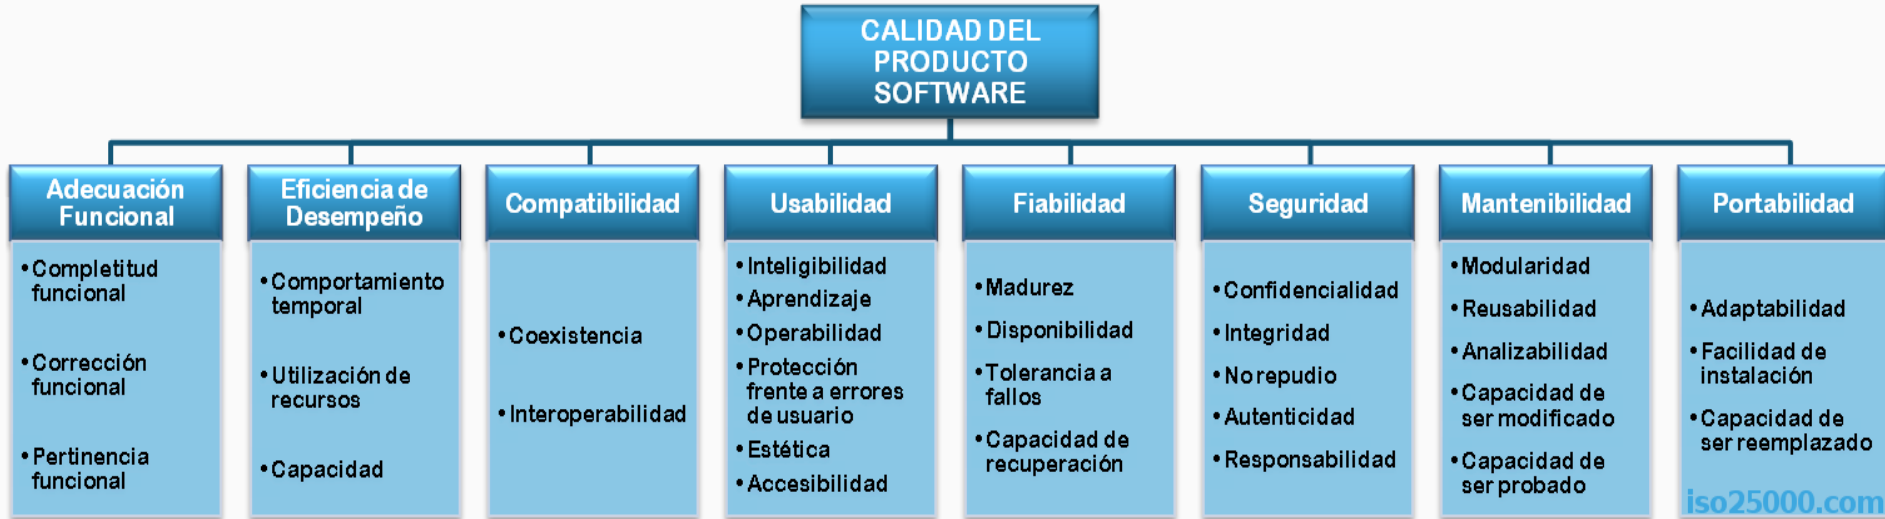 CALIDAD DEL
PRODUCTO
SOFTWARE
Adecuación
Funcional
• Completitud
funcional
• Corrección
funcional
• Pertinencia
funcional
Eficiencia de
Desempeño
• Comportamiento
temporal
• Utilización de
recursos
• Capacidad
Compatibilidad
• Coexistencia
• Interoperabilidad
Usabilidad
• Inteligibilidad
• Aprendizaje
• Operabilidad
• Protección
frente a errores
de usuario
• Estética
• Accesibilidad
Fiabilidad
• Madurez
• Disponibilidad
• Tolerancia a
fallos
• Capacidad de
recuperación
Seguridad
• Confidencialidad
• Integridad
• No repudio
• Autenticidad
• Responsabilidad
Mantenibilidad
• Modularidad
• Reusabilidad
• Analizabilidad
• Capacidad de
ser modificado
• Capacidad de
ser probado
Portabilidad
• Adaptabilidad
• Facilidad de
instalación
• Capacidad de
ser reemplazado
iso25000.com